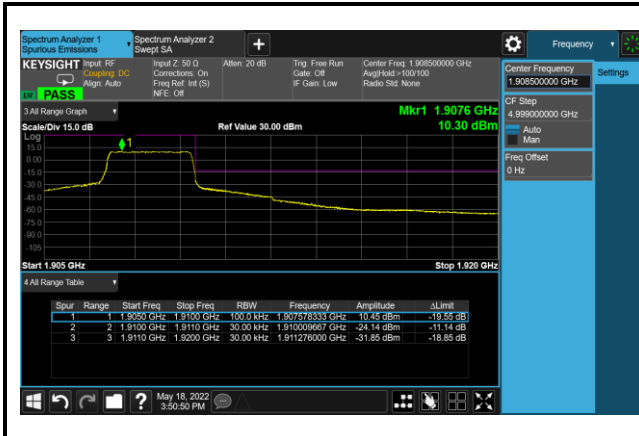 Spectrum Analyzer 1
Spurious Emissions
Spectrum Analyzer 2
Swept SA
+
Frequency
KEYSIGHT
Input: RF
Coupling: DC
Align: Auto
Input Z: 50 Ω
Corrections: On
Freq Ref: Int (S)
NFE: Off
Atten: 20 dB
Trig: Free Run
Gate: Off
IF Gain: Low
Center Freq: 1.908500000 GHz
Avg|Hold:>100/100
Radio Std: None
PASS
Center Frequency
1.908500000 GHz
Settings
CF Step
4.999000000 GHz
Auto
Man
Freq Offset
0 Hz
3 All Range Graph
Mkr1 1.9076 GHz
Scale/Div 15.0 dB
Ref Value 30.00 dBm
10.30 dBm
Log
1
15.0
0.00
-15.0
-30.0
-45.0
-60.0
-75.0
-90.0
-105
Start 1.905 GHz
Stop 1.920 GHz
4 All Range Table
Spur Range Start Freq Stop Freq RBW Frequency Amplitude ΔLimit
1 1 1.9050 GHz 1.9100 GHz 100.0 kHz 1.907578333 GHz 10.45 dBm -19.55 dB
2 2 1.9100 GHz 1.9110 GHz 30.00 kHz 1.910009667 GHz -24.14 dBm -11.14 dB
3 3 1.9110 GHz 1.9200 GHz 30.00 kHz 1.911276000 GHz -31.85 dBm -18.85 dB
?
May 18, 2022
3:50:50 PM